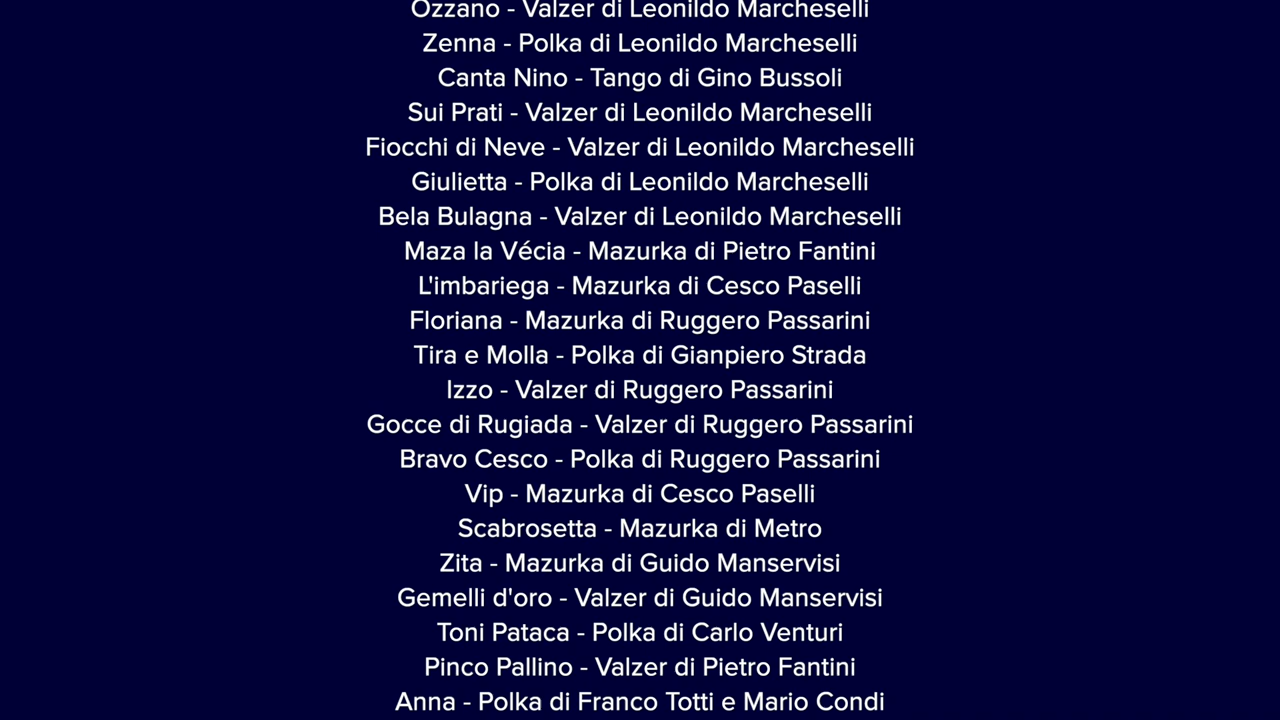 Ozzano - Valzer di Leonildo Marcheselli
Zenna - Polka di Leonildo Marcheselli
Canta Nino - Tango di Gino Bussoli
Sui Prati - Valzer di Leonildo Marcheselli
Fiocchi di Neve - Valzer di Leonildo Marcheselli
Giulietta - Polka di Leonildo Marcheselli
Bela Bulagna - Valzer di Leonildo Marcheselli
Maza la Vécia - Mazurka di Pietro Fantini
L'imbariega - Mazurka di Cesco Paselli
Floriana - Mazurka di Ruggero Passarini
Tira e Molla - Polka di Gianpiero Strada
Izzo - Valzer di Ruggero Passarini
Gocce di Rugiada - Valzer di Ruggero Passarini
Bravo Cesco - Polka di Ruggero Passarini
Vip - Mazurka di Cesco Paselli
Scabrosetta - Mazurka di Metro
Zita - Mazurka di Guido Manservisi
Gemelli d'oro - Valzer di Guido Manservisi
Toni Pataca - Polka di Carlo Venturi
Pinco Pallino - Valzer di Pietro Fantini
Anna - Polka di Franco Totti e Mario Condi